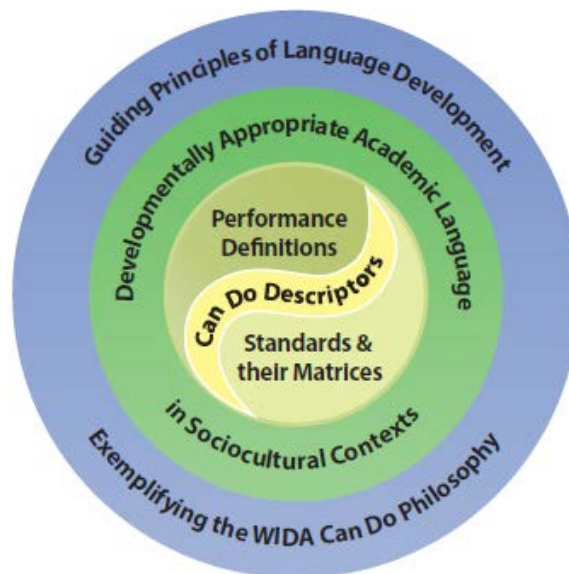 Guiding Principles of Language Development
Developmentally Appropriate Academic Language
Performance
Definitions
Can Do Descriptors
Standards &
their Matrices
in Sociocultural Contexts
Exemplifying the WIDA Can Do Philosophy